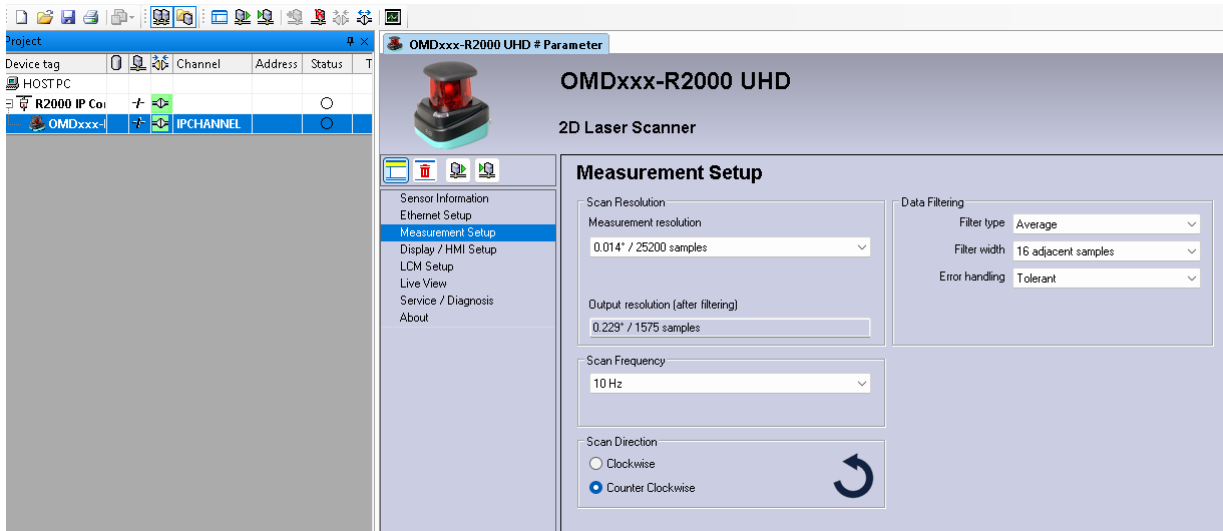 Project
OMDxxx-R2000 UHD # Parameter
Device tag Channel Address Status T
HOST PC
R2000 IP Coı
OMDxxx-I IPCHANNEL
OMDxxx-R2000 UHD
2D Laser Scanner
Sensor Information
Ethernet Setup
Measurement Setup
Display / HMI Setup
LCM Setup
Live View
Service / Diagnosis
About
Measurement Setup
Scan Resolution
Measurement resolution
0.014° / 25200 samples
Output resolution (after filtering)
0.229° / 1575 samples
Scan Frequency
10 Hz
Scan Direction
Clockwise
Counter Clockwise
Data Filtering
Filter type Average
Filter width 16 adjacent samples
Error handling Tolerant